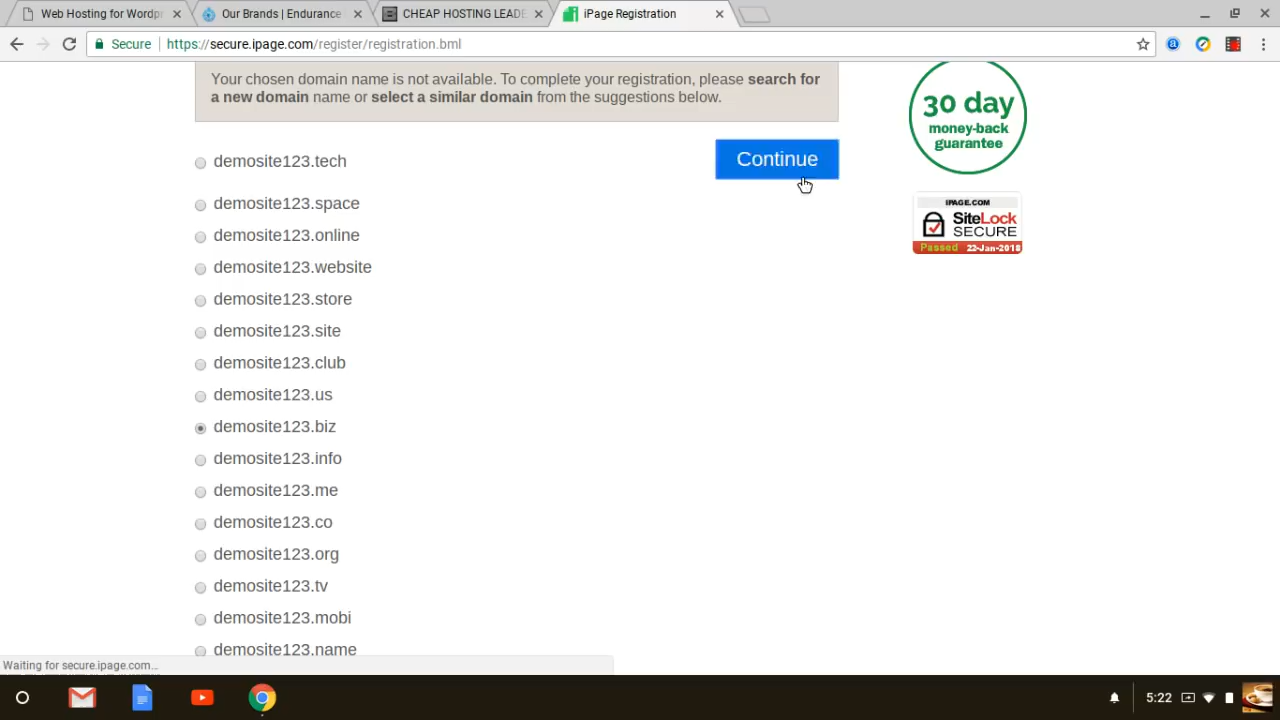 Web Hosting for Wordpr
Our Brands | Endurance
CHEAP HOSTING LEADE
iPage Registration
Secure
https://secure.ipage.com/register/registration.bml
Your chosen domain name is not available. To complete your registration, please search for
a new domain name or select a similar domain from the suggestions below.
30 day
money-back
guarantee
demosite123.tech
Continue
IPAGE.COM
SiteLock
SECURE
Passed 22-Jan-2018
demosite123.space
demosite123.online
demosite123.website
demosite123.store
demosite123.site
demosite123.club
demosite123.us
demosite123.biz
demosite123.info
demosite123.me
demosite123.co
demosite123.org
demosite123.tv
demosite123.mobi
demosite123.name
Waiting for secure.ipage.com...
5:22